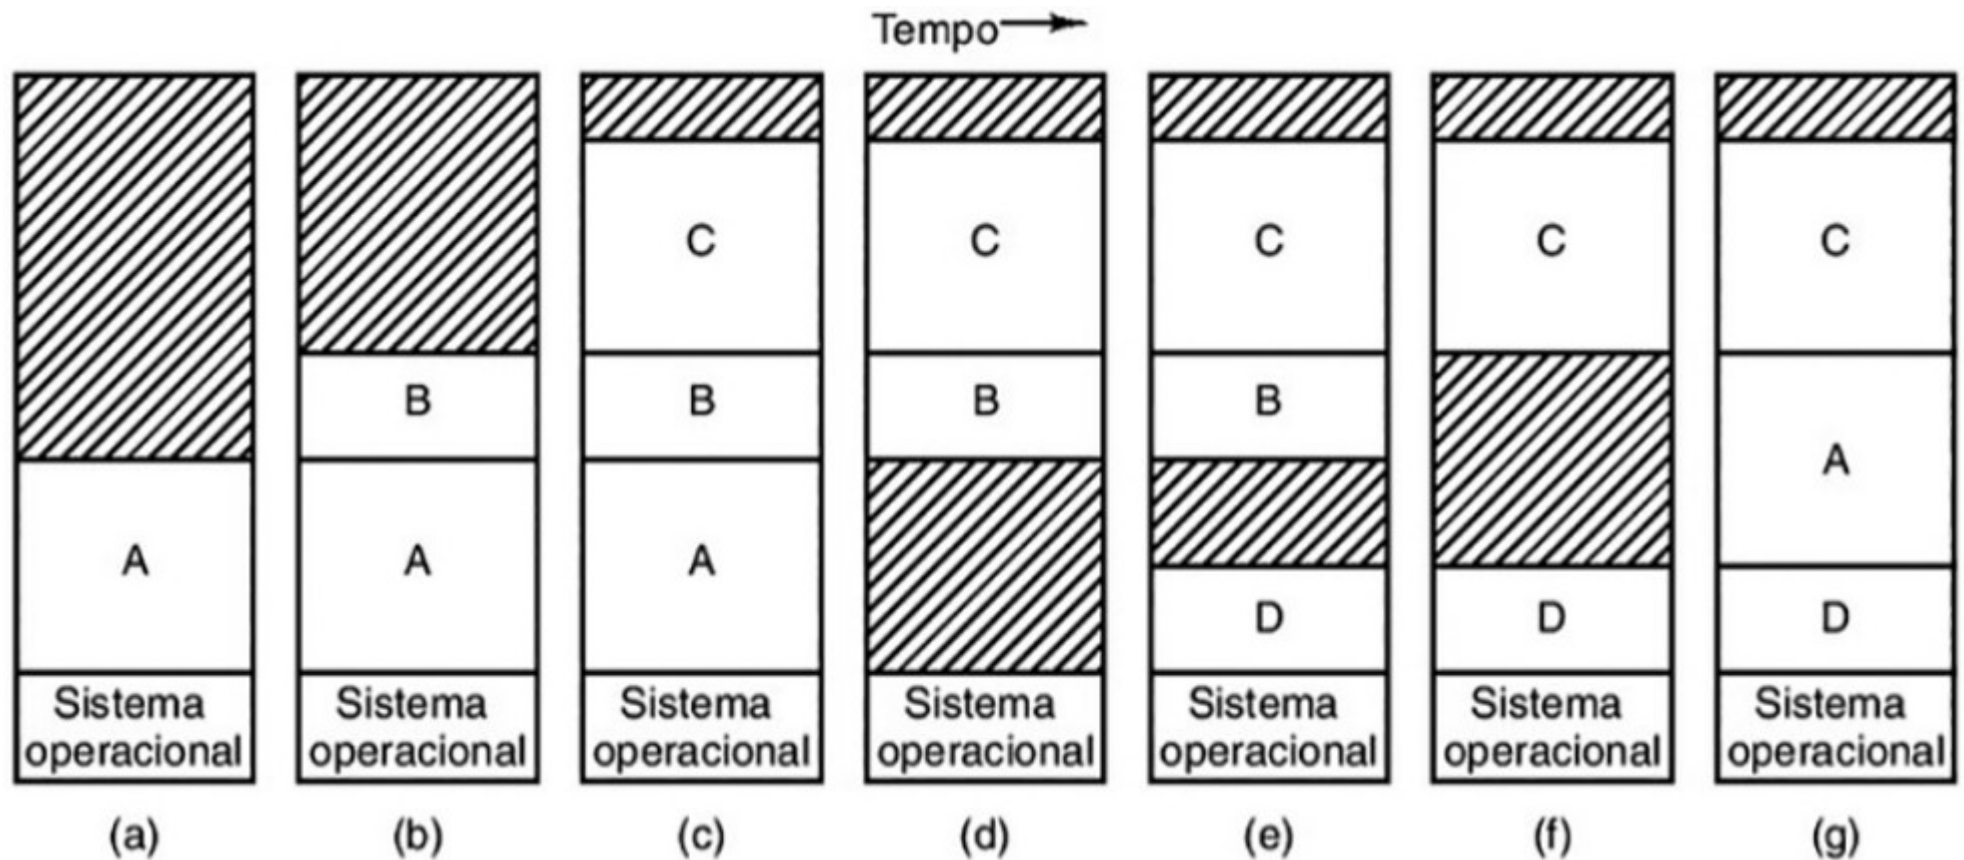 Tempo
C
C
C
C
C
B
B
B
B
A
A
A
A
D
D
D
Sistema
operacional
Sistema
operacional
Sistema
operacional
Sistema
operacional
Sistema
operacional
Sistema
operacional
Sistema
operacional
(a)
(b)
(c)
(d)
(e)
(f)
(g)